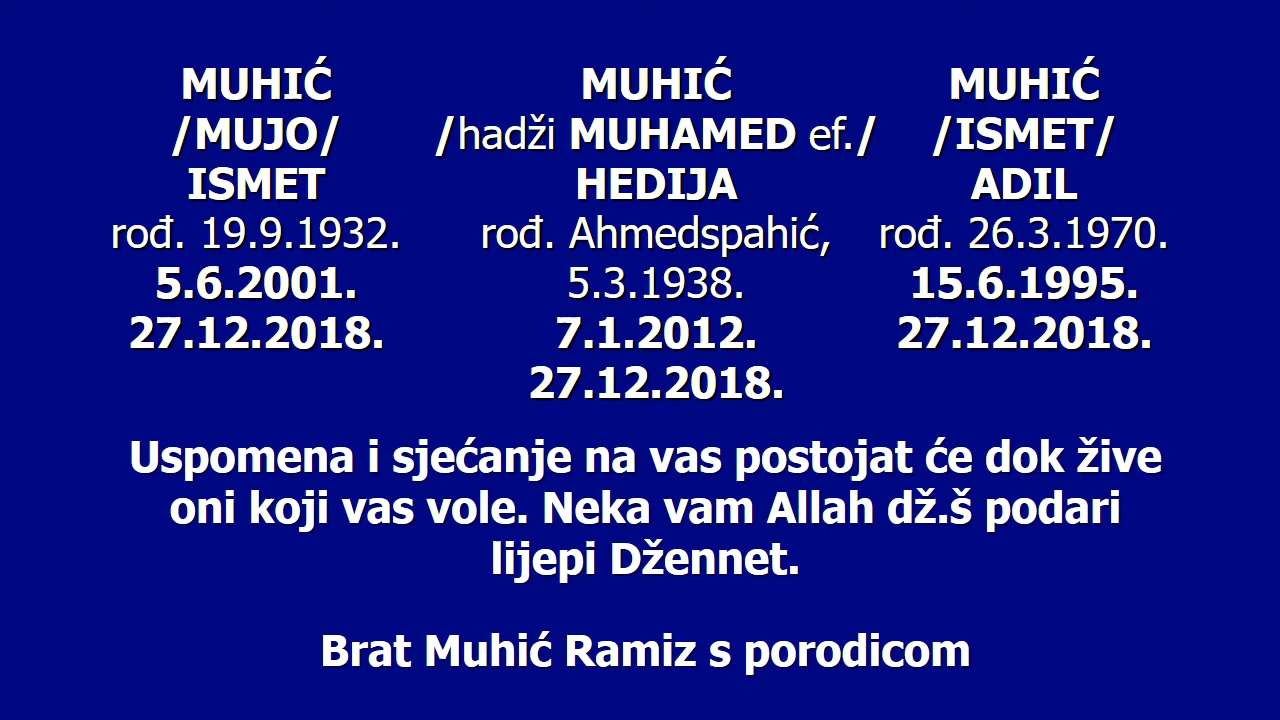 MUHIĆ
/MUJO/
ISMET
rođ. 19.9.1932.
5.6.2001.
27.12.2018.
MUHIĆ
/hadži MUHAMED ef./
HEDIJA
rođ. Ahmedspahić,
5.3.1938.
7.1.2012.
27.12.2018.
MUHIĆ
/ISMET/
ADIL
rođ. 26.3.1970.
15.6.1995.
27.12.2018.
Uspomena i sjećanje na vas postojat će dok žive
oni koji vas vole. Neka vam Allah dž.š podari
lijepi Džennet.
Brat Muhić Ramiz s porodicom